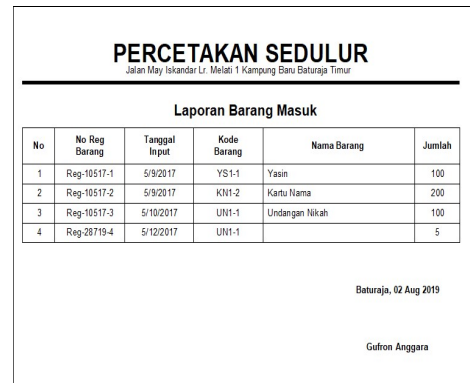 PERCETAKAN SEDULUR
Jalan May Iskandar Lr. Melati 1 Kampung Baru Baturaja Timur
Laporan Barang Masuk
No No Reg Barang Tanggal Input Kode Barang Nama Barang Jumlah
1 Reg-10517-1 5/9/2017 YS1-1 Yasin 100
2 Reg-10517-2 5/9/2017 KN1-2 Kartu Nama 200
3 Reg-10517-3 5/10/2017 UN1-1 Undangan Nikah 100
4 Reg-28719-4 5/12/2017 UN1-1 5
Baturaja, 02 Aug 2019
Gufron Anggara